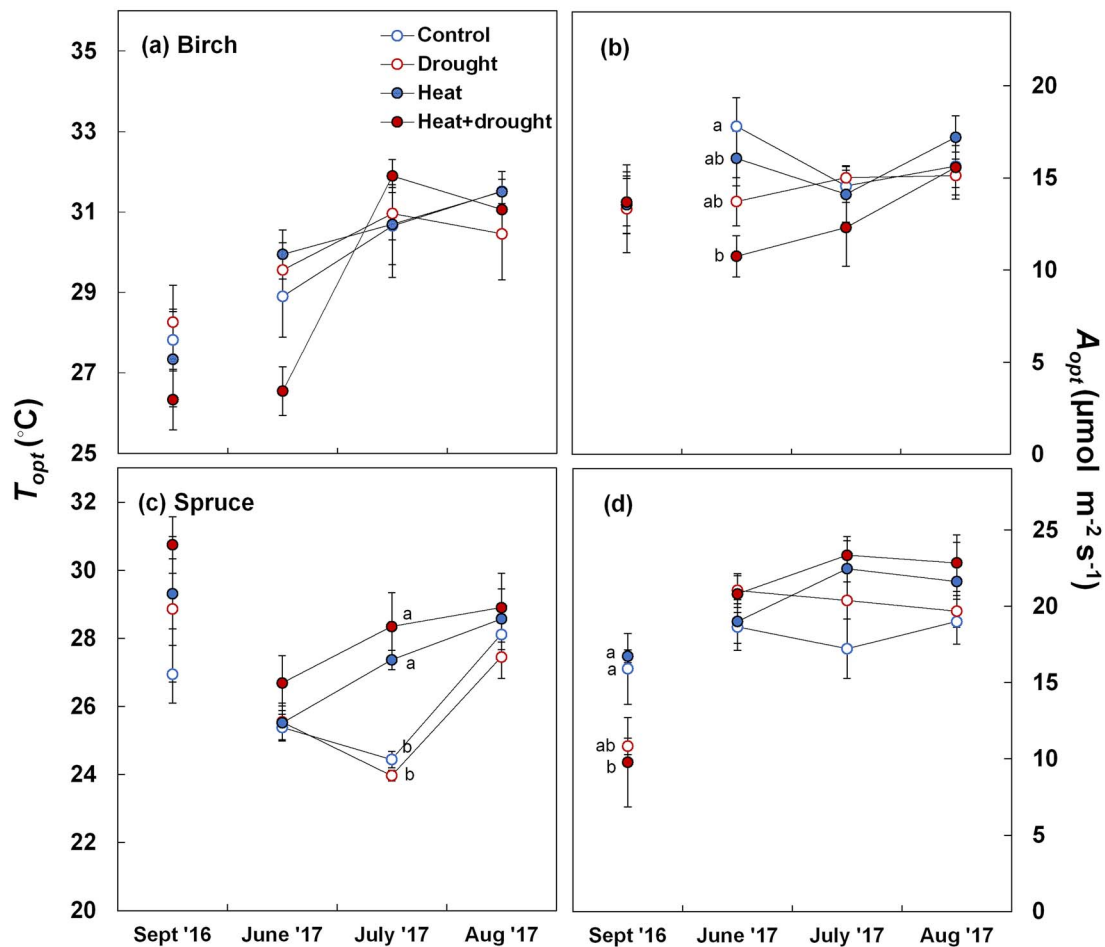 (a) Birch
Control
Drought
Heat
Heat+drought
35
33
31
29
27
25
(b)
a
ab
ab
b
20
15
10
5
0
T_opt (°C)
A_opt (μmol m⁻² s⁻¹)
(c) Spruce
a
a
b
b
32
30
28
26
24
22
20
Sept '16 June '17 July '17 Aug '17
(d)
a
a
ab
b
25
20
15
10
5
0
Sept '16 June '17 July '17 Aug '17